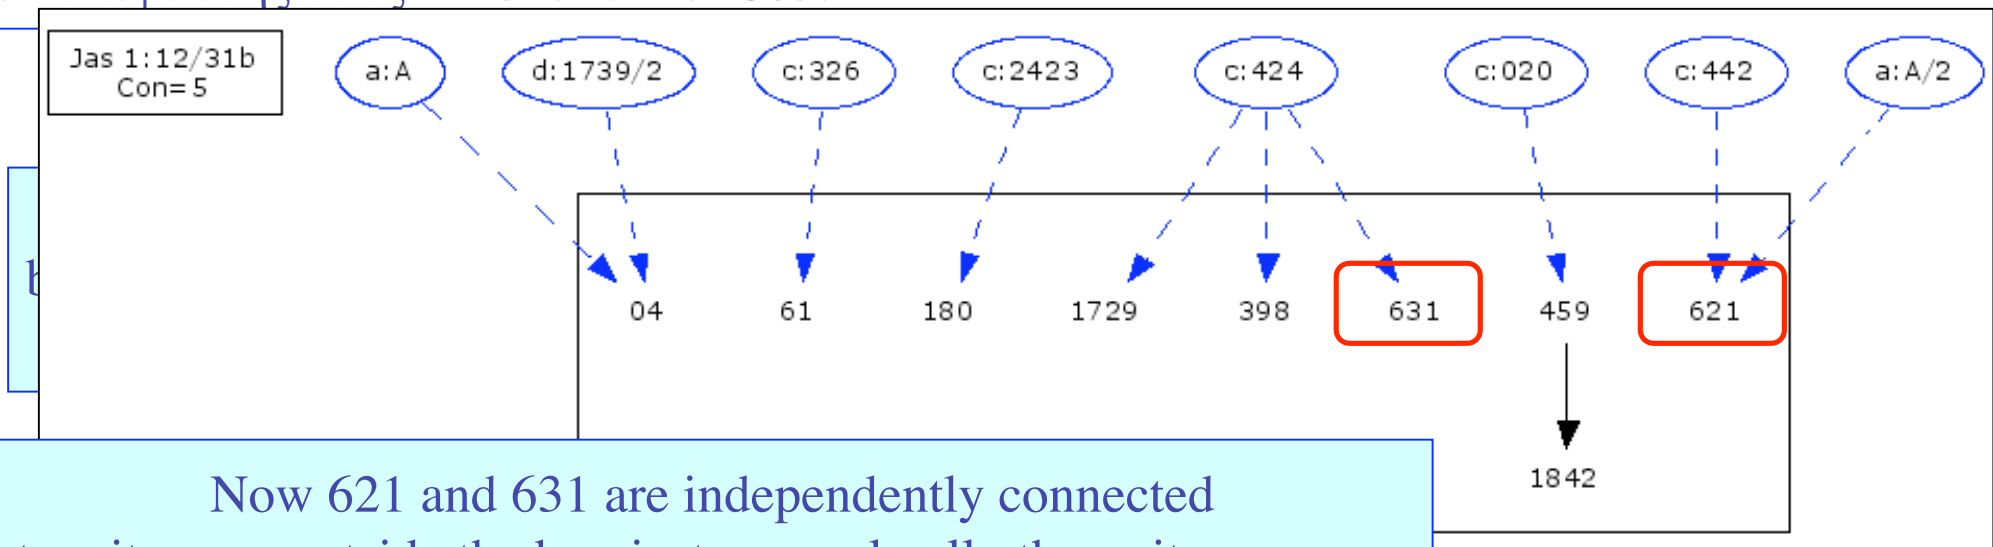 Jas 1:12/31b
Con=5
a:A
d:1739/2
c:326
c:2423
c:424
c:020
c:442
a:A/2
04
61
180
1729
398
631
459
621
1842
Now 621 and 631 are independently connected